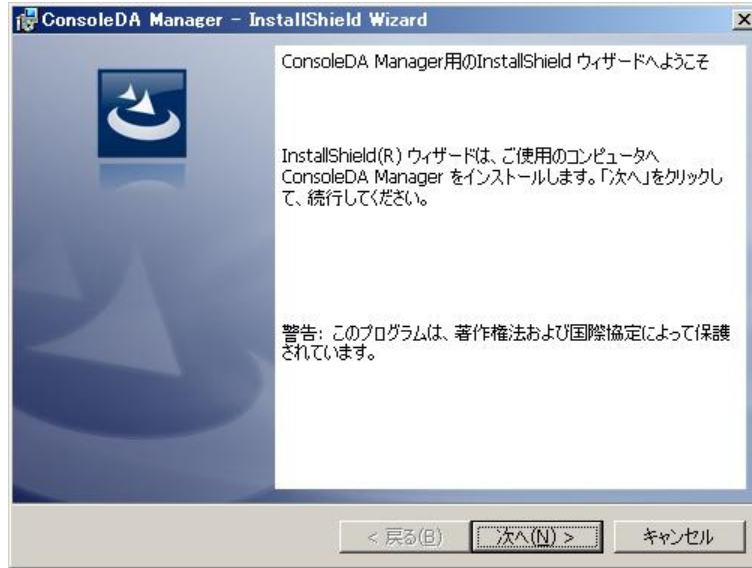 ConsoleDA Manager - InstallShield Wizard
ConsoleDA Manager用のInstallShield ウィザードへようこそ
InstallShield(R) ウィザードは、ご使用のコンピュータへ
ConsoleDA Manager をインストールします。「次へ」をクリックし
て、続行してください。
警告: このプログラムは、著作権法および国際協定によって保護
されています。
< 戻る(B)
次へ(N) >
キャンセル